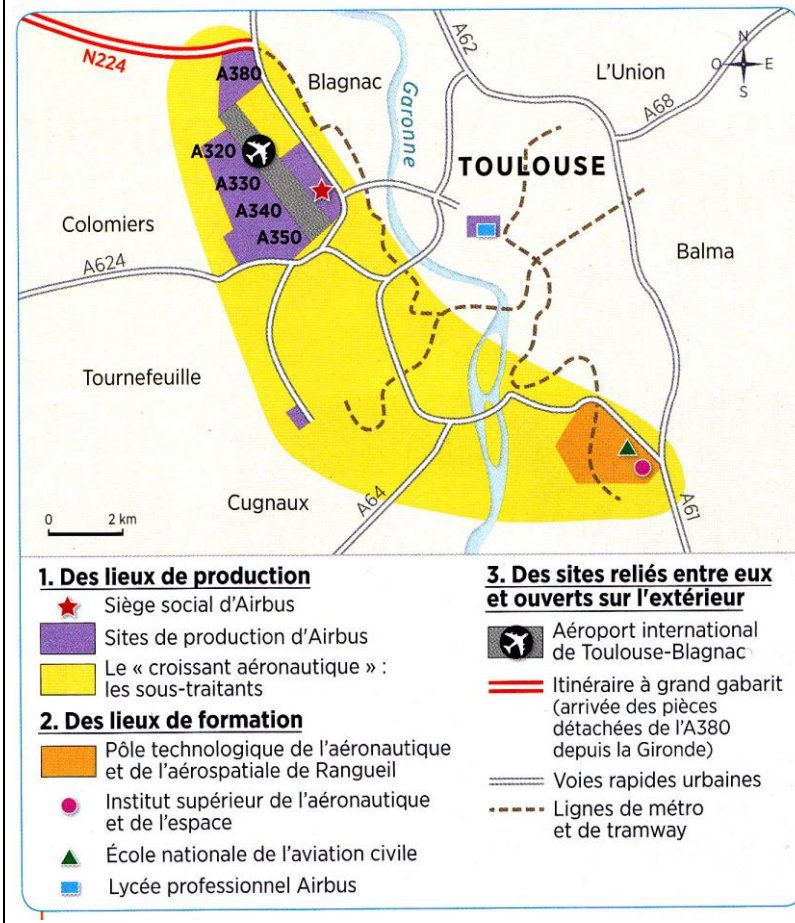 N224
A380
Blagnac
Garonne
A62
L'Union
N
O
E
S
A68
A320
A330
A340
A350
TOULOUSE
Colomiers
A624
Balma
Tournefeuille
Cugnaux
A64
A61
0 2 km
1. Des lieux de production
Siège social d'Airbus
Sites de production d'Airbus
Le « croissant aéronautique » :
les sous-traitants
2. Des lieux de formation
Pôle technologique de l'aéronautique
et de l'aérospatiale de Rangueil
Institut supérieur de l'aéronautique
et de l'espace
École nationale de l'aviation civile
Lycée professionnel Airbus
3. Des sites reliés entre eux
et ouverts sur l'extérieur
Aéroport international
de Toulouse-Blagnac
Itinéraire à grand gabarit
(arrivée des pièces
détachées de l'A380
depuis la Gironde)
Voies rapides urbaines
Lignes de métro
et de tramway